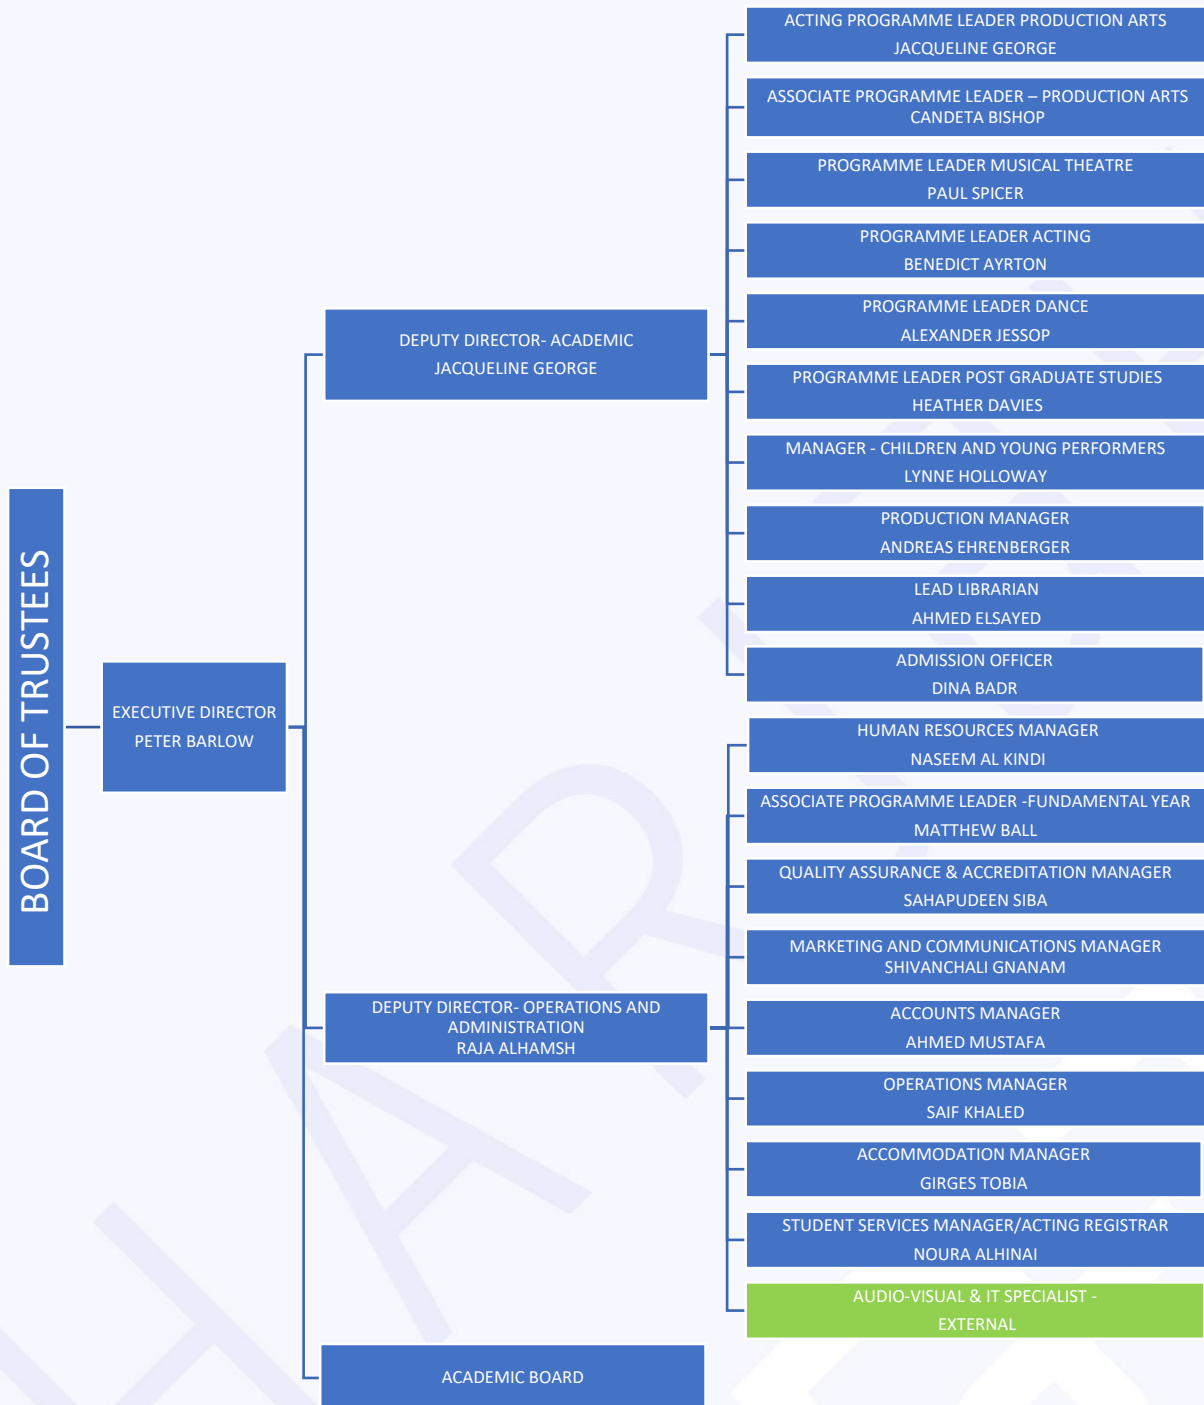 BOARD OF TRUSTEES
EXECUTIVE DIRECTOR
PETER BARLOW
DEPUTY DIRECTOR- ACADEMIC
JACQUELINE GEORGE
ACTING PROGRAMME LEADER PRODUCTION ARTS
JACQUELINE GEORGE
ASSOCIATE PROGRAMME LEADER – PRODUCTION ARTS
CANDETA BISHOP
PROGRAMME LEADER MUSICAL THEATRE
PAUL SPICER
PROGRAMME LEADER ACTING
BENEDICT AYRTON
PROGRAMME LEADER DANCE
ALEXANDER JESSOP
PROGRAMME LEADER POST GRADUATE STUDIES
HEATHER DAVIES
MANAGER - CHILDREN AND YOUNG PERFORMERS
LYNNE HOLLOWAY
PRODUCTION MANAGER
ANDREAS EHRENBERGER
LEAD LIBRARIAN
AHMED ELSAYED
ADMISSION OFFICER
DINA BADR
DEPUTY DIRECTOR- OPERATIONS AND
ADMINISTRATION
RAJA ALHAMSH
HUMAN RESOURCES MANAGER
NASEEM AL KINDI
ASSOCIATE PROGRAMME LEADER -FUNDAMENTAL YEAR
MATTHEW BALL
QUALITY ASSURANCE & ACCREDITATION MANAGER
SAHAPUDEEN SIBA
MARKETING AND COMMUNICATIONS MANAGER
SHIVANCHALI GNANAM
ACCOUNTS MANAGER
AHMED MUSTAFA
OPERATIONS MANAGER
SAIF KHALED
ACCOMMODATION MANAGER
GIRGES TOBIA
STUDENT SERVICES MANAGER/ACTING REGISTRAR
NOURA ALHINAI
AUDIO-VISUAL & IT SPECIALIST -
EXTERNAL
ACADEMIC BOARD